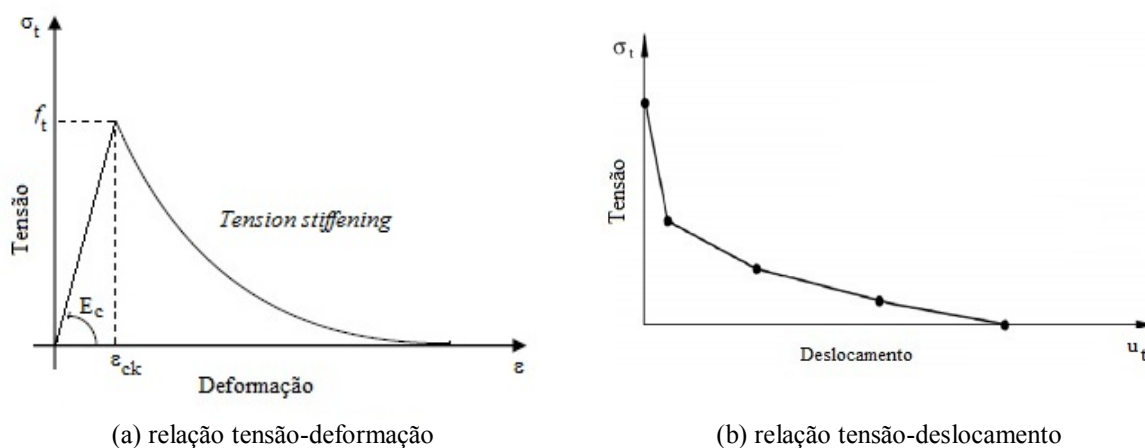 σt
ft
Tensão
Tension stiffening
Ec
εck
ε
Deformação
(a) relação tensão-deformação
σt
Tensão
Deslocamento
ut
(b) relação tensão-deslocamento